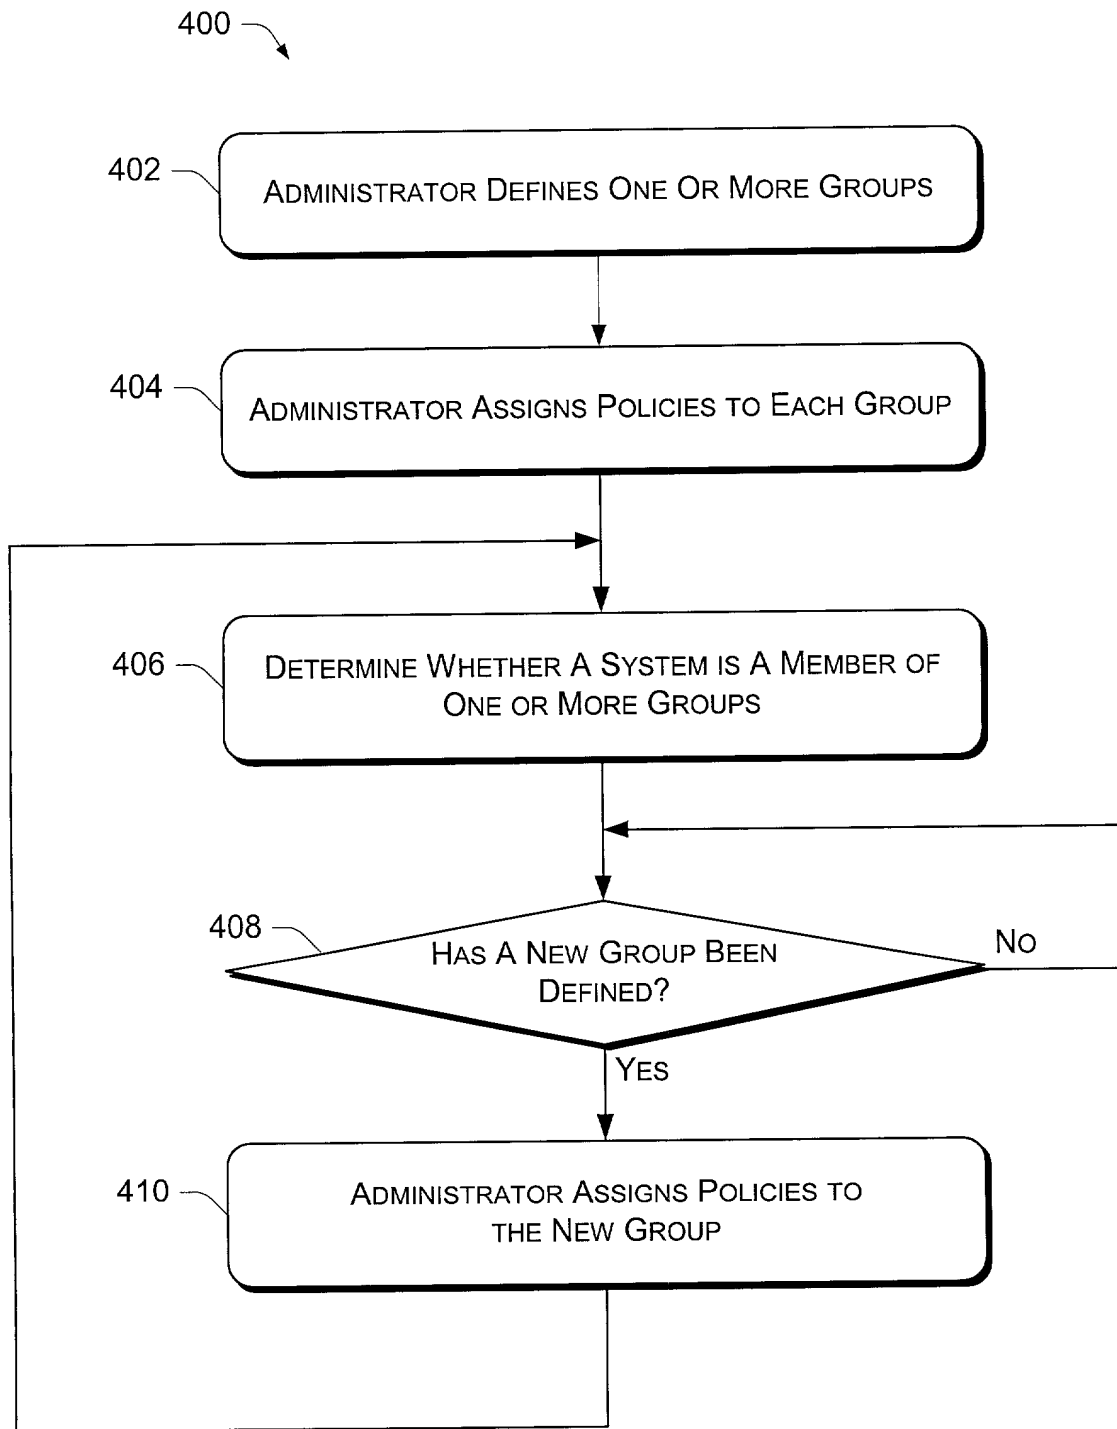 400
402
ADMINISTRATOR DEFINES ONE OR MORE GROUPS
404
ADMINISTRATOR ASSIGNS POLICIES TO EACH GROUP
406
DETERMINE WHETHER A SYSTEM IS A MEMBER OF
ONE OR MORE GROUPS
408
HAS A NEW GROUP BEEN
DEFINED?
NO
YES
410
ADMINISTRATOR ASSIGNS POLICIES TO
THE NEW GROUP